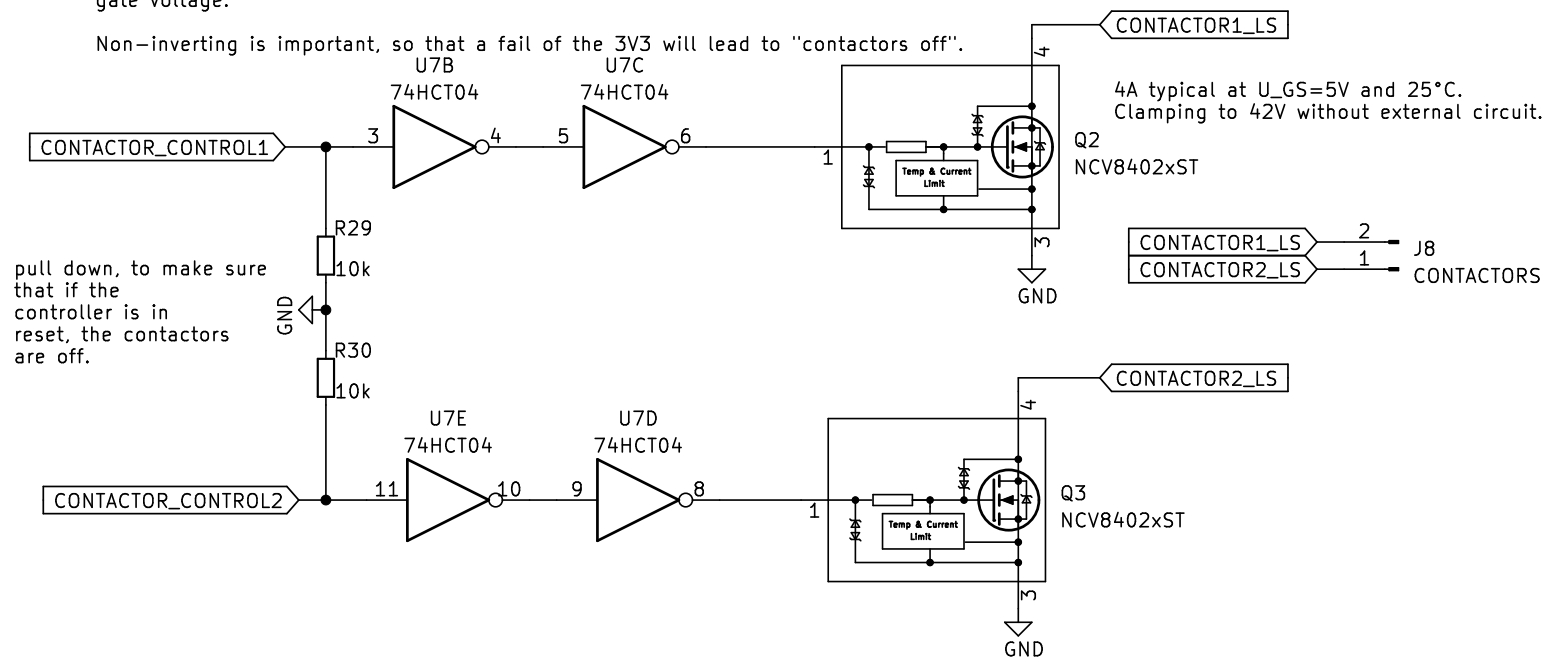 gate voltage.
Non-inverting is important, so that a fail of the 3V3 will lead to "contactors off".
CONTACTOR1_LS
4
U7B
74HCT04
U7C
74HCT04
4A typical at U_GS=5V and 25°C.
Clamping to 42V without external circuit.
CONTACTOR_CONTROL1
3
4
5
6
1
Temp & Current
Limit
Q2
NCV8402xST
3
GND
CONTACTOR1_LS
2
CONTACTOR2_LS
1
J8
CONTACTORS
R29
10k
pull down, to make sure
that if the
controller is in
reset, the contactors
are off.
GND
R30
10k
CONTACTOR2_LS
4
U7E
74HCT04
U7D
74HCT04
CONTACTOR_CONTROL2
11
10
9
8
1
Temp & Current
Limit
Q3
NCV8402xST
3
GND